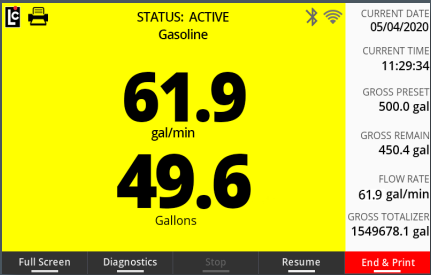 LC
STATUS: ACTIVE
Gasoline
61.9
gal/min
49.6
Gallons
CURRENT DATE
05/04/2020
CURRENT TIME
11:29:34
GROSS PRESET
500.0 gal
GROSS REMAIN
450.4 gal
FLOW RATE
61.9 gal/min
GROSS TOTALIZER
1549678.1 gal
Full Screen
Diagnostics
Stop
Resume
End & Print